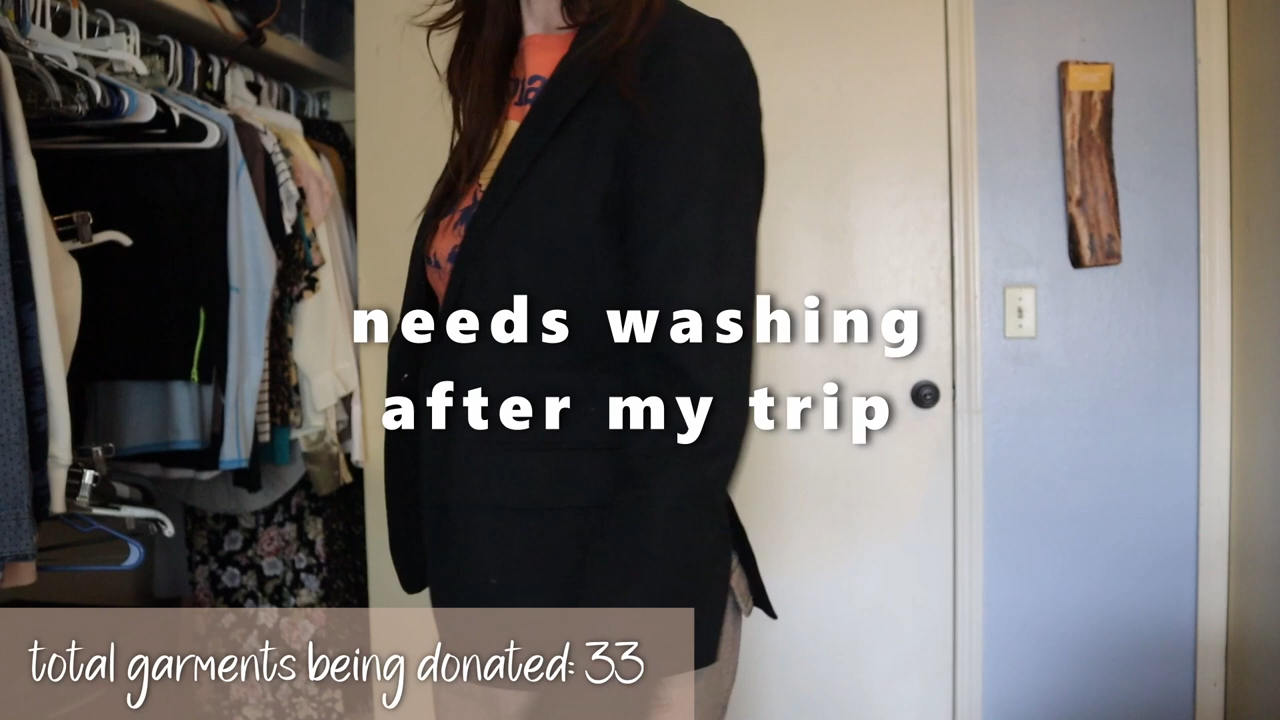 needs washing
after my trip
total garments being donated: 33